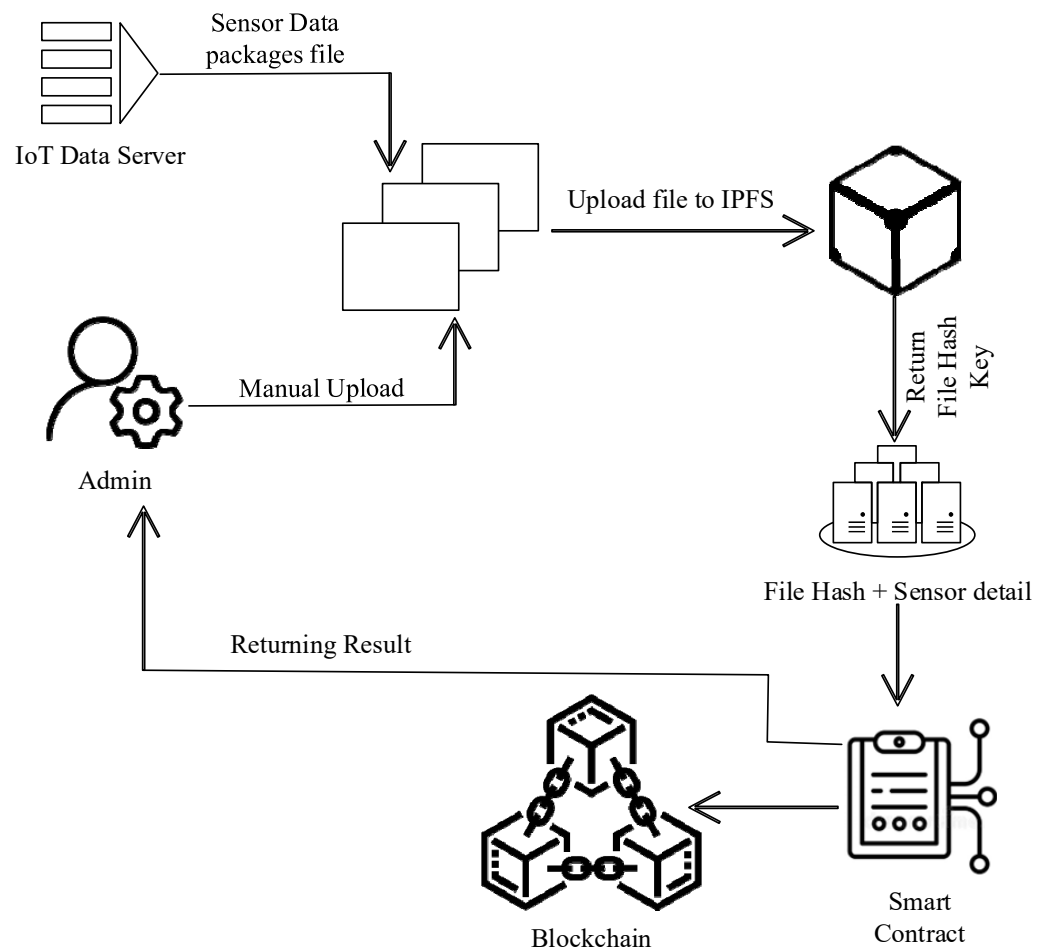 Sensor Data
packages file
IoT Data Server
Upload file to IPFS
Return
File Hash
Key
Manual Upload
Admin
File Hash + Sensor detail
Returning Result
Smart
Contract
Blockchain